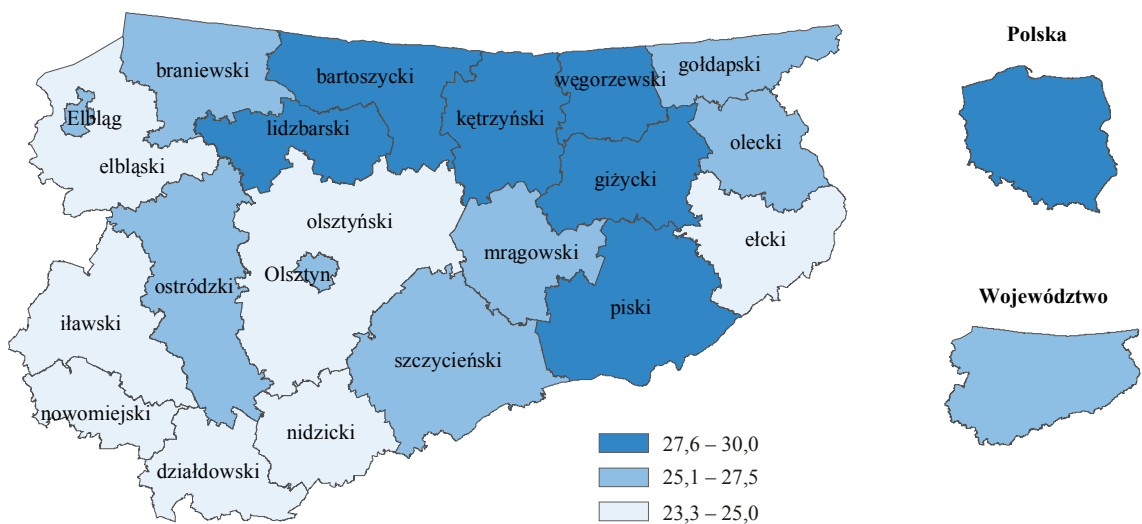 Polska
braniewski
bartoszycki
węgorzewski
gołdapski
Elbląg
lidzbarski
kętrzyński
olecki
elbląski
giżycki
olsztyński
ełcki
mrągowski
Olsztyn
ostródzki
Województwo
piski
iławski
szczycieński
nowomiejski
nidzicki
działdowski
27,6 – 30,0
25,1 – 27,5
23,3 – 25,0